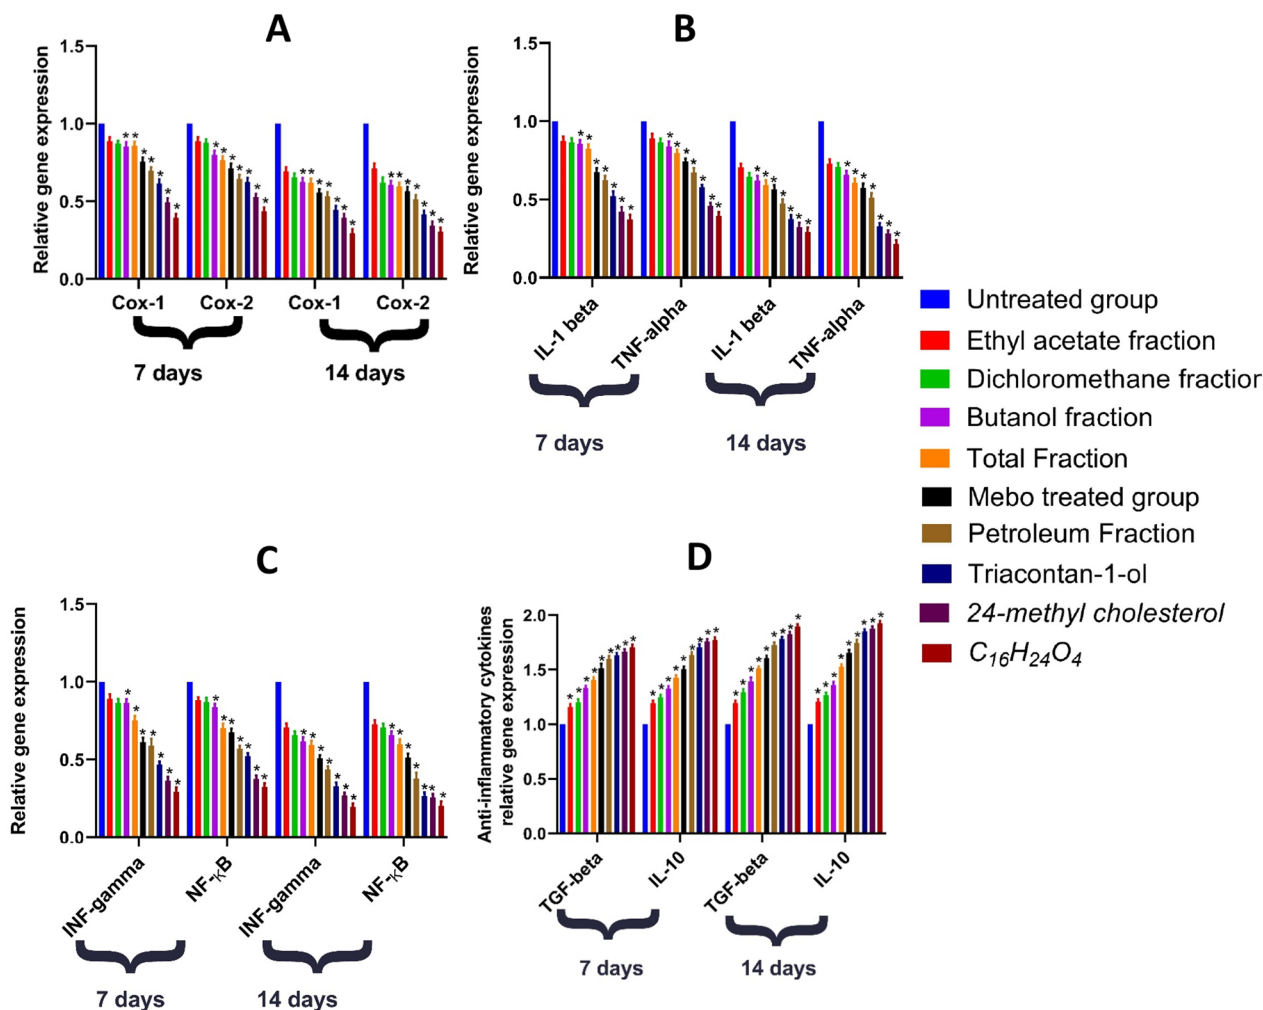 A
Relative gene expression
1.5
1.0
0.5
0.0
* * * * * * *
* * * * * * *
* * * * * * *
* * * * * * *
Cox-1 Cox-2 Cox-1 Cox-2
7 days 14 days
B
Relative gene expression
1.5
1.0
0.5
0.0
* * * * * * *
* * * * * * *
* * * * * * *
* * * * * * *
IL-1 beta TNF-alpha IL-1 beta TNF-alpha
7 days 14 days
Untreated group
Ethyl acetate fraction
Dichloromethane fraction
Butanol fraction
Total Fraction
Mebo treated group
Petroleum Fraction
Triacontan-1-ol
24-methyl cholesterol
C16H24O4
C
Relative gene expression
1.5
1.0
0.5
0.0
* * * * * * *
* * * * * * *
* * * * * * *
* * * * * * *
INF-gamma NF-κB INF-gamma NF-κB
7 days 14 days
D
Anti-inflammatory cytokines
relative gene expression
2.0
1.5
1.0
0.5
0.0
* * * * * * * * *
* * * * * * * * *
* * * * * * * * *
* * * * * * * * *
TGF-beta IL-10 TGF-beta IL-10
7 days 14 days